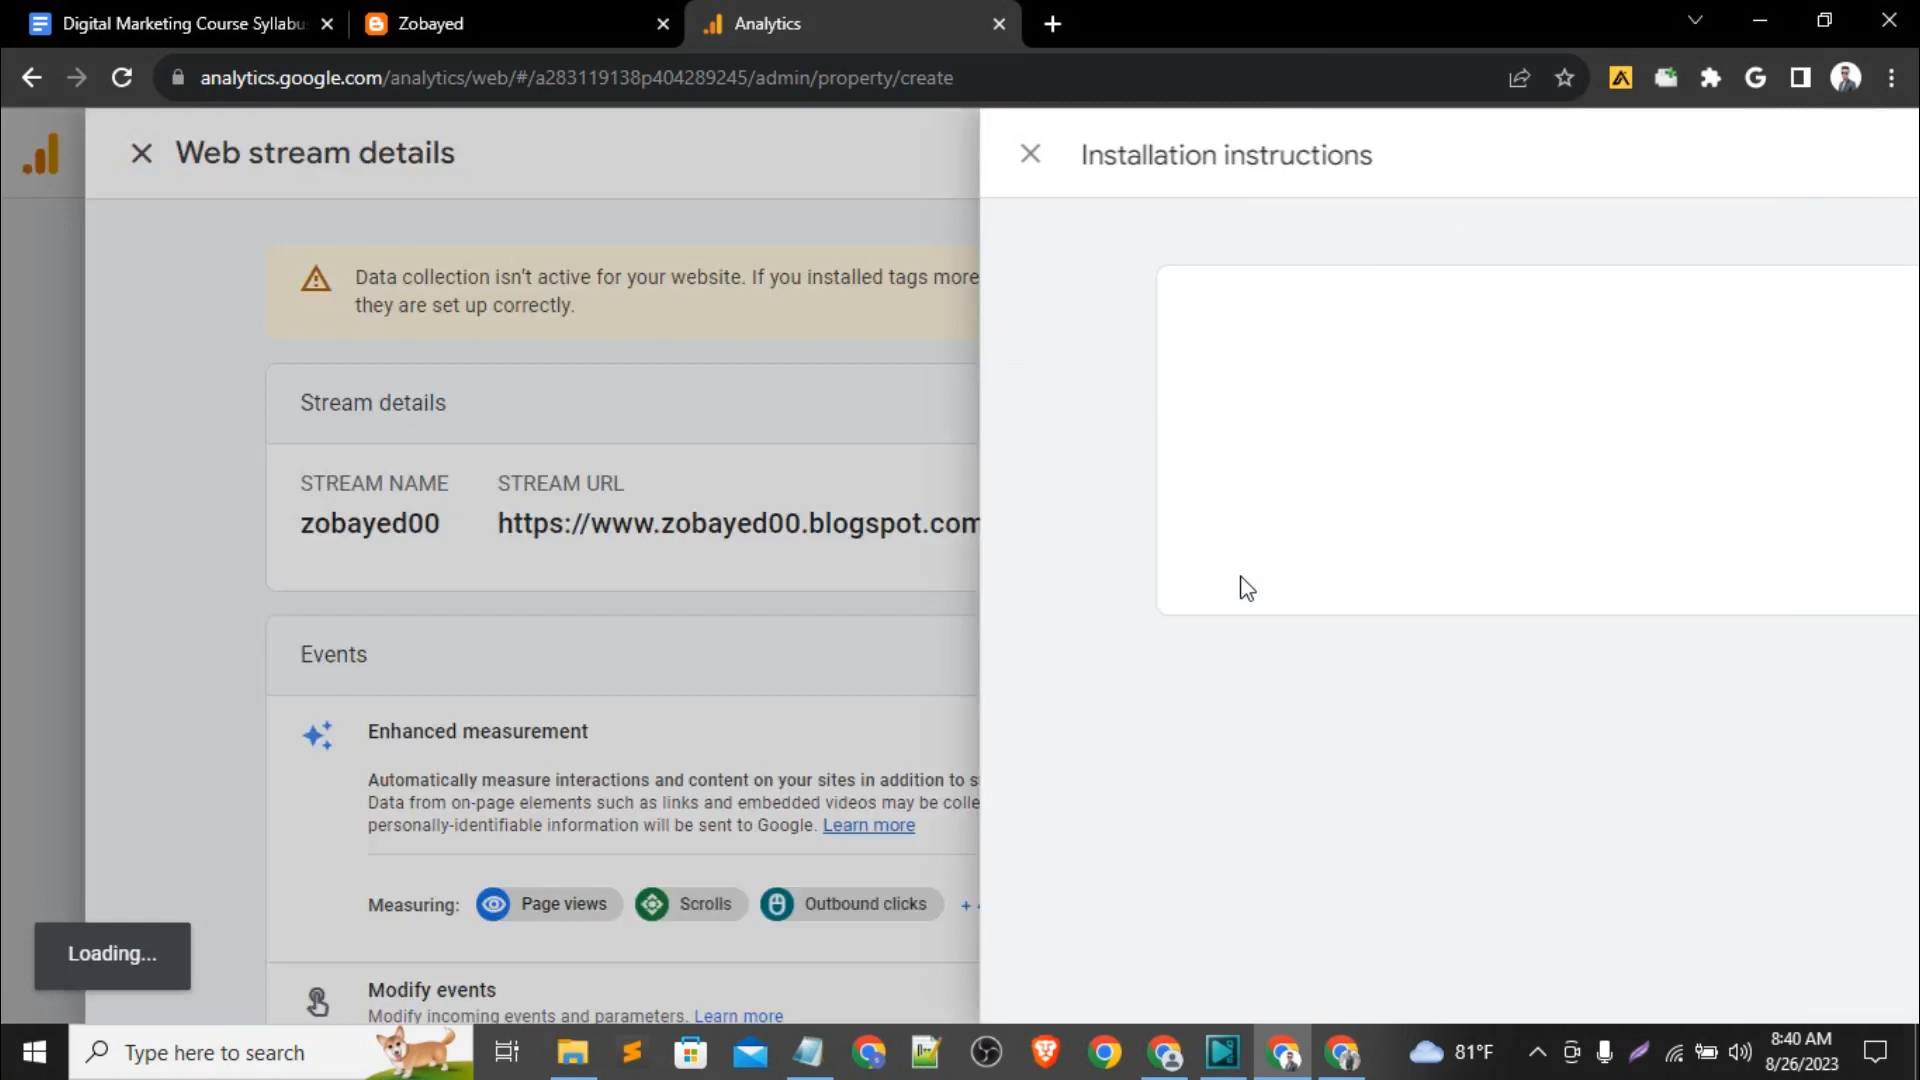 Digital Marketing Course Syllabu
Zobayed
Analytics
analytics.google.com/analytics/web/#/a283119138p404289245/admin/property/create
Web stream details
Installation instructions
Data collection isn't active for your website. If you installed tags more
they are set up correctly.
Stream details
STREAM NAME
STREAM URL
zobayed00
https://www.zobayed00.blogspot.com
Events
Enhanced measurement
Automatically measure interactions and content on your sites in addition to s
Data from on-page elements such as links and embedded videos may be colle
personally-identifiable information will be sent to Google. Learn more
Measuring:
Page views
Scrolls
Outbound clicks
+
Loading...
Modify events
Modify incoming events and parameters. Learn more
Type here to search
81°F
8:40 AM
8/26/2023